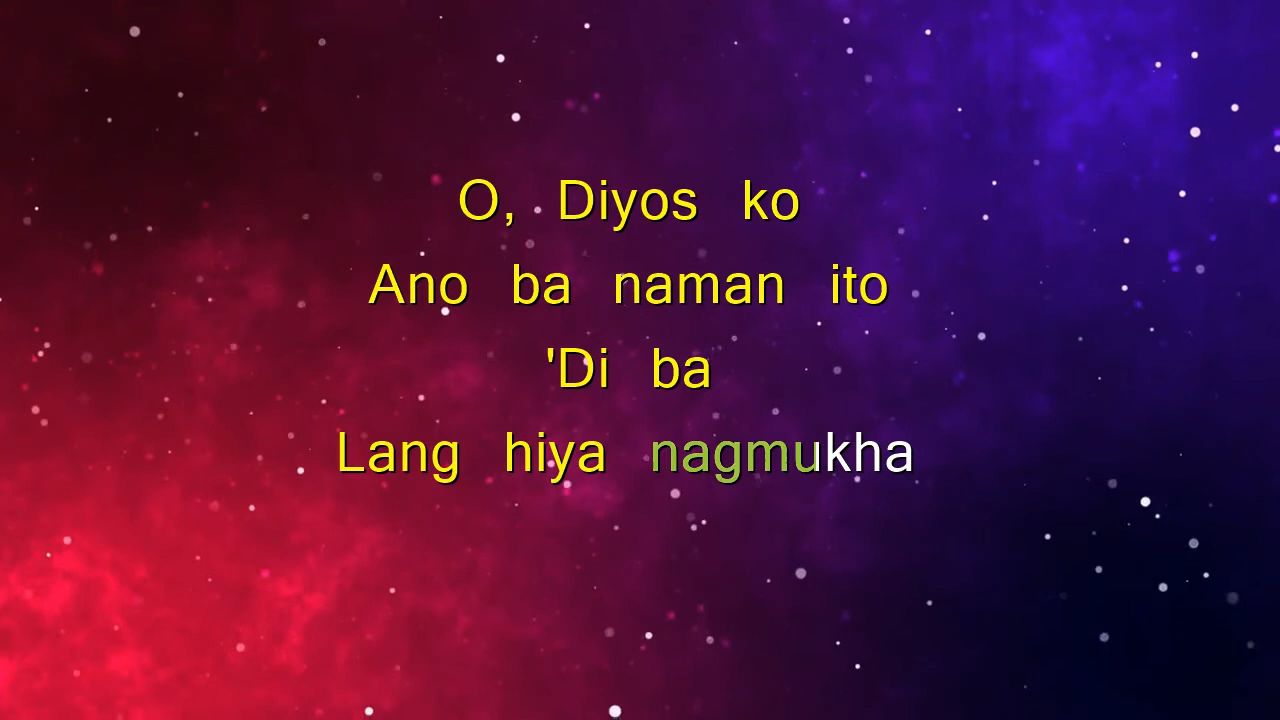 O, Diyos ko
Ano ba naman ito
'Di ba
Lang hiya nagmukha